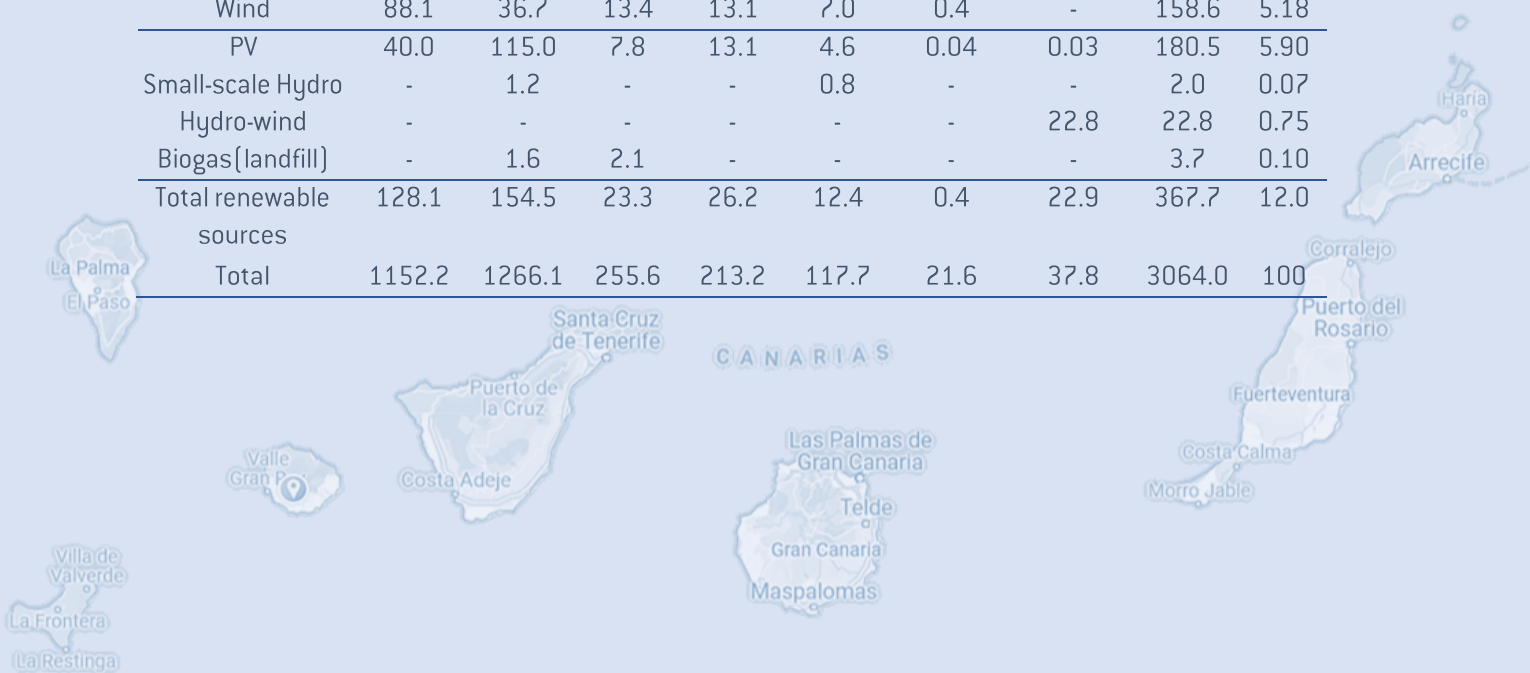 Wind 88.1 36.7 13.4 13.1 7.0 0.4 - 158.6 5.18
PV 40.0 115.0 7.8 13.1 4.6 0.04 0.03 180.5 5.90
Small-scale Hydro - 1.2 - - 0.8 - - 2.0 0.07
Hydro-wind - - - - - - 22.8 22.8 0.75
Biogas(landfill) - 1.6 2.1 - - - - 3.7 0.10
Total renewable 128.1 154.5 23.3 26.2 12.4 0.4 22.9 367.7 12.0
sources
Total 1152.2 1266.1 255.6 213.2 117.7 21.6 37.8 3064.0 100
Haría
Arrecife
Corralejo
La Palma
El Paso
Puerto del
Rosario
Santa Cruz
de Tenerife
CANARIAS
Puerto de
la Cruz
Fuerteventura
Las Palmas de
Gran Canaria
Costa Calma
Valle
Gran
Costa Adeje
Morro Jable
Telde
Gran Canaria
Villa de
Valverde
Maspalomas
La Frontera
La Restinga